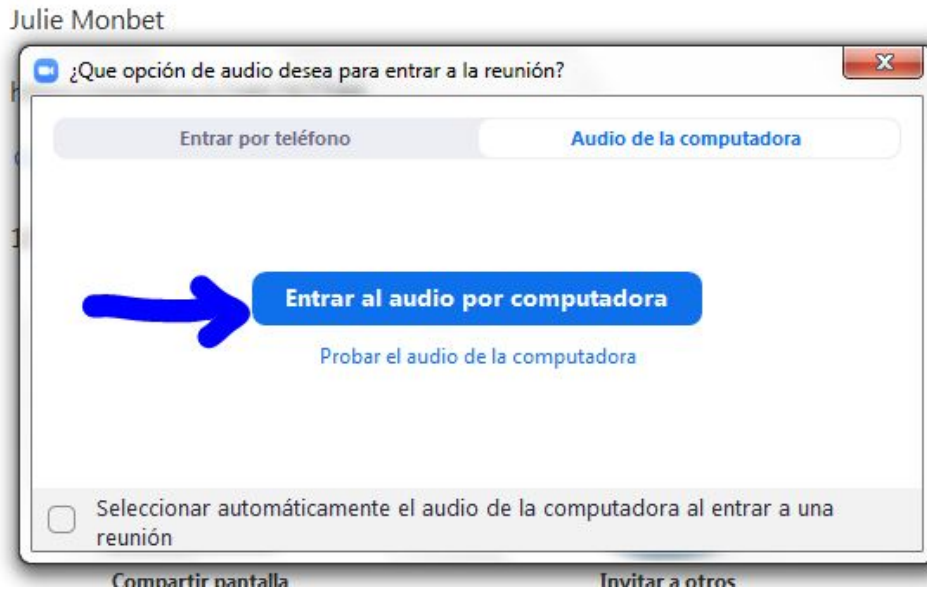 Julie Monbet
¿Que opción de audio desea para entrar a la reunión?
Entrar por teléfono
Audio de la computadora
Entrar al audio por computadora
Probar el audio de la computadora
Seleccionar automáticamente el audio de la computadora al entrar a una
reunión
Compartir pantalla
Invitar a otros